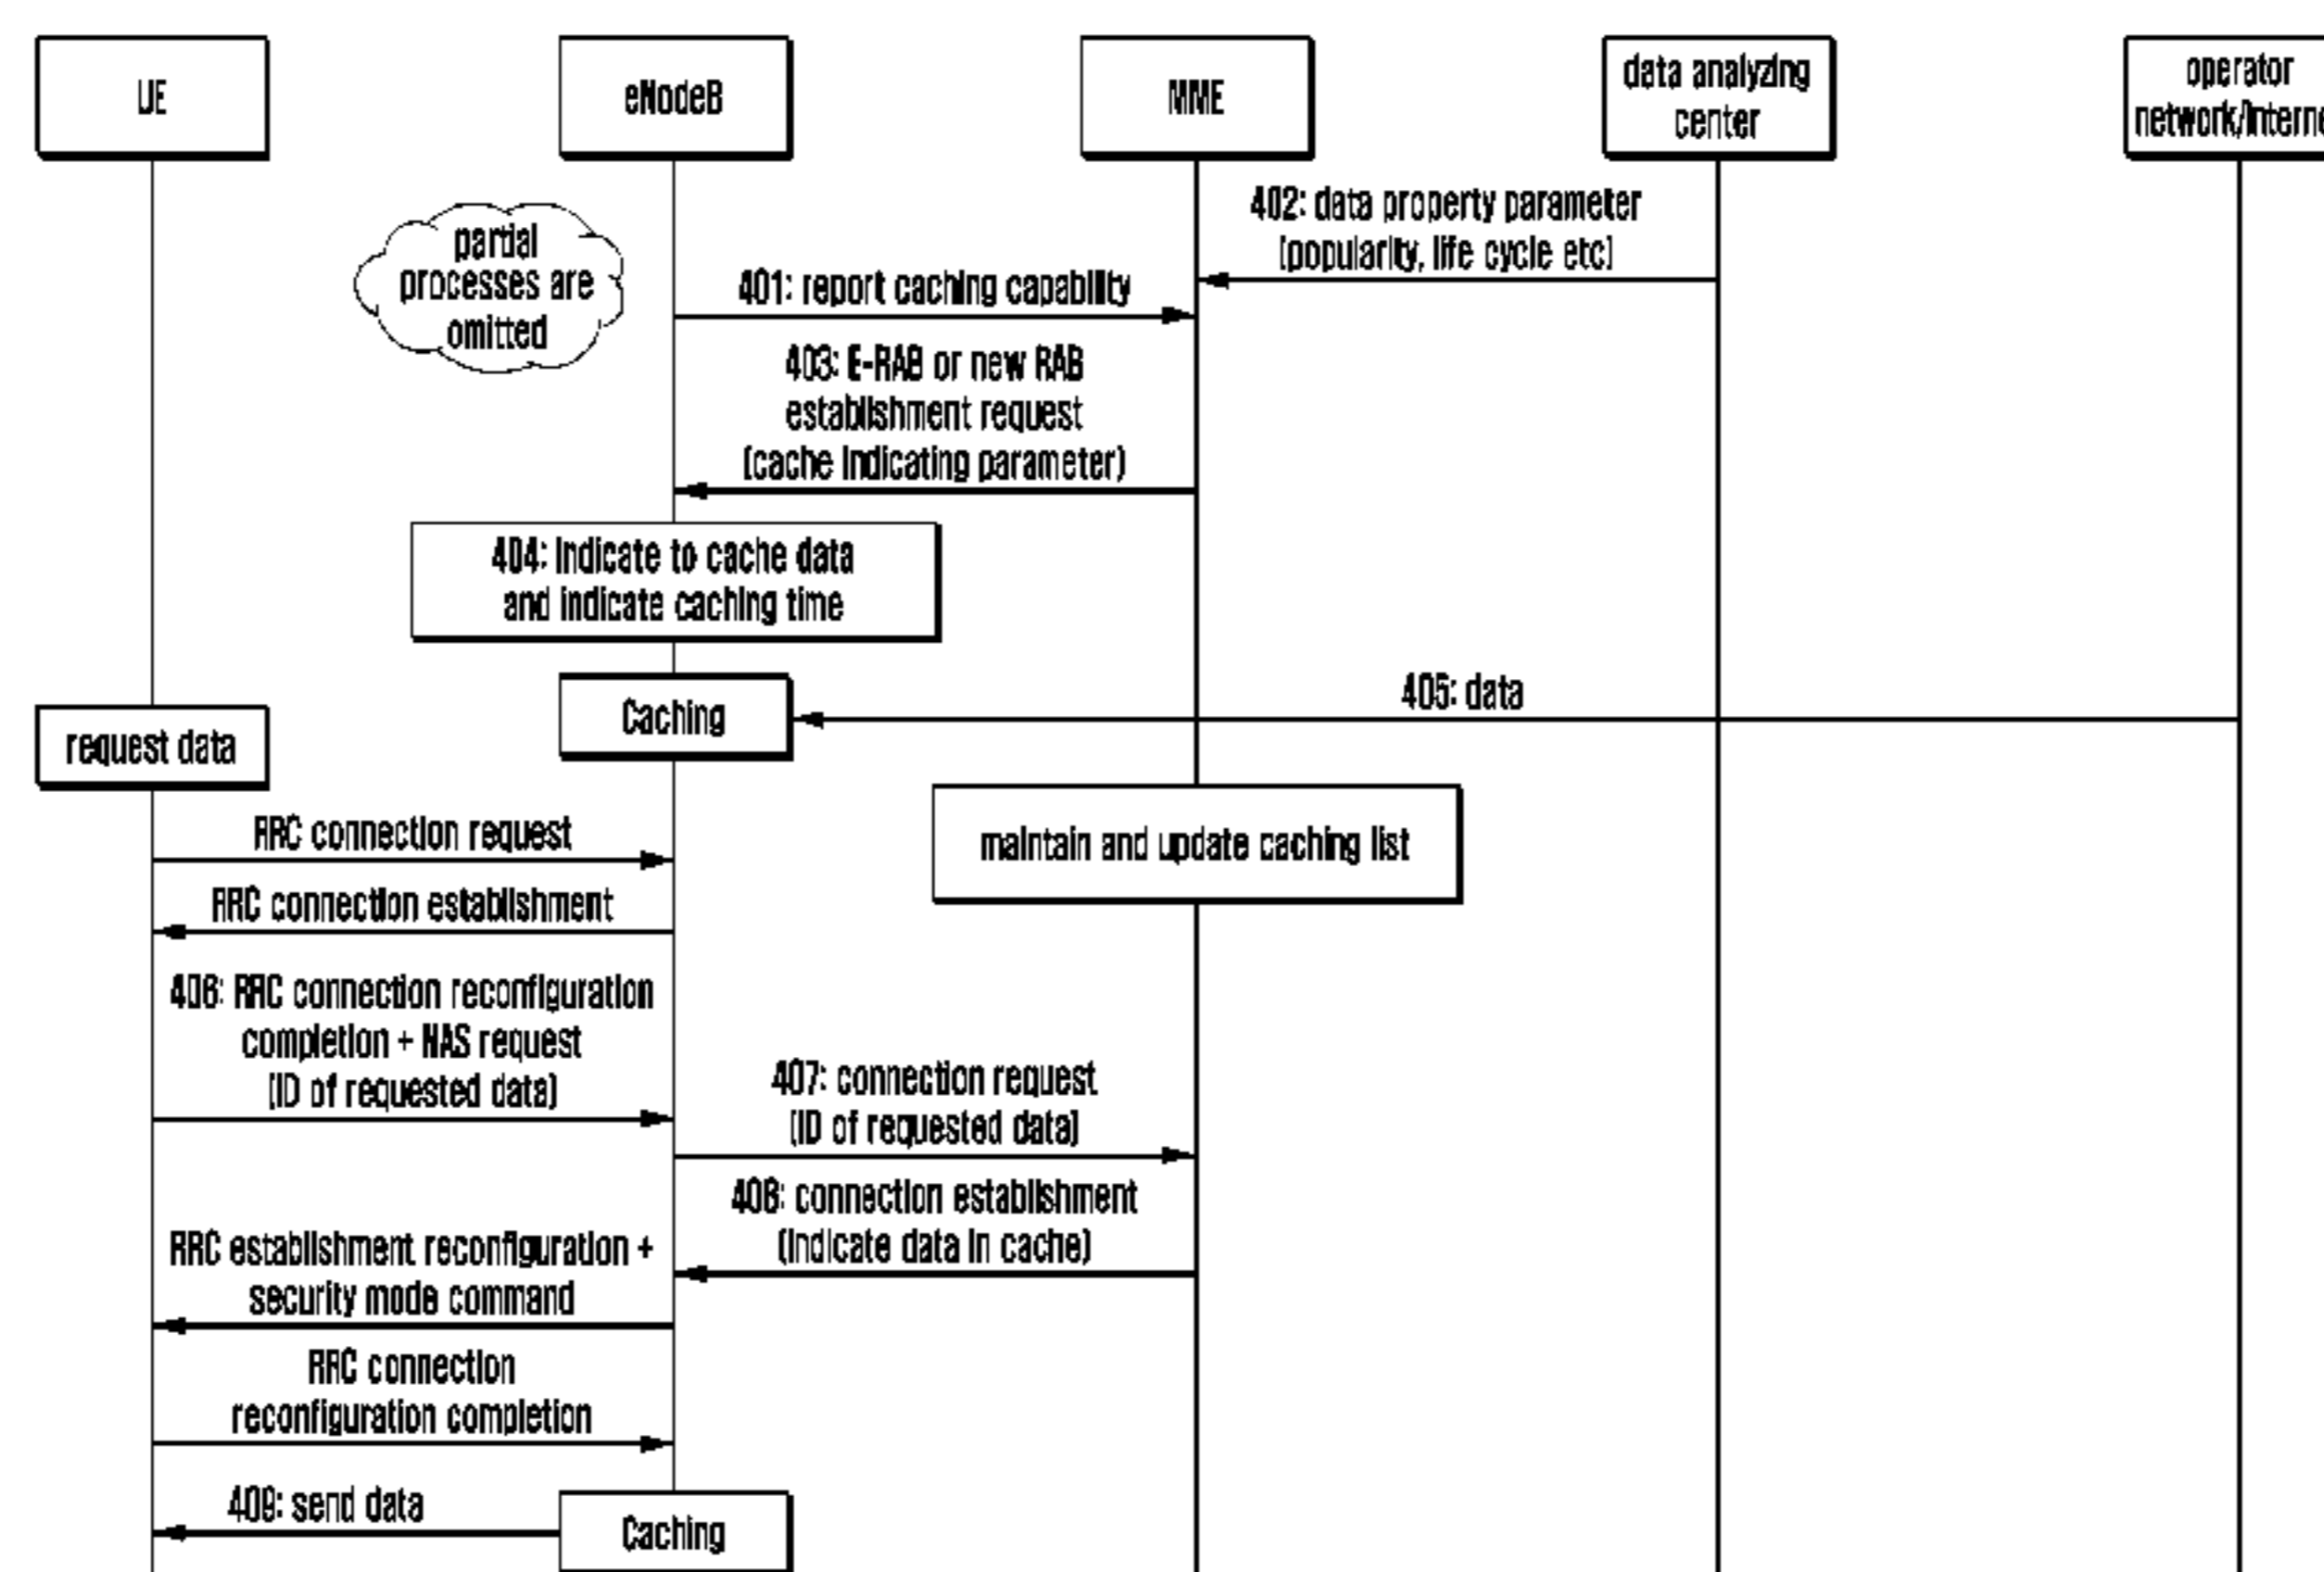 UE
eNodeB
MME
data analyzing
center
operator
network/Interne
402: data property parameter
(popularity, life cycle etc)
partial
processes are
omitted
401: report caching capability
403: E-RAB or new RAB
establishment request
(cache indicating parameter)
404: indicate to cache data
and indicate caching time
Caching
405: data
request data
RRC connection request
maintain and update caching list
RRC connection establishment
406: RRC connection reconfiguration
completion + NAS request
(ID of requested data)
407: connection request
(ID of requested data)
408: connection establishment
(indicate data in cache)
RRC establishment reconfiguration +
security mode command
RRC connection
reconfiguration completion
409: send data
Caching